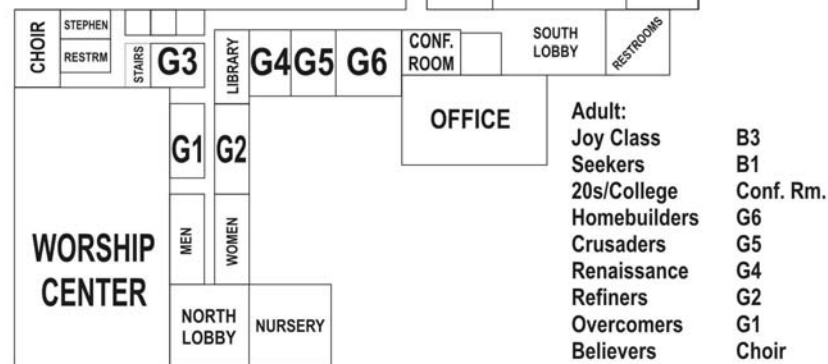 CHOIR
STEPHEN
RESTRM
STAIRS
G3
LIBRARY
G4
G5
G6
CONF.
ROOM
SOUTH
LOBBY
RESTROOMS
OFFICE
G1
G2
MEN
WOMEN
WORSHIP
CENTER
NORTH
LOBBY
NURSERY
Adult:
Joy Class B3
Seekers B1
20s/College Conf. Rm.
Homebuilders G6
Crusaders G5
Renaissance G4
Refiners G2
Overcomers G1
Believers Choir